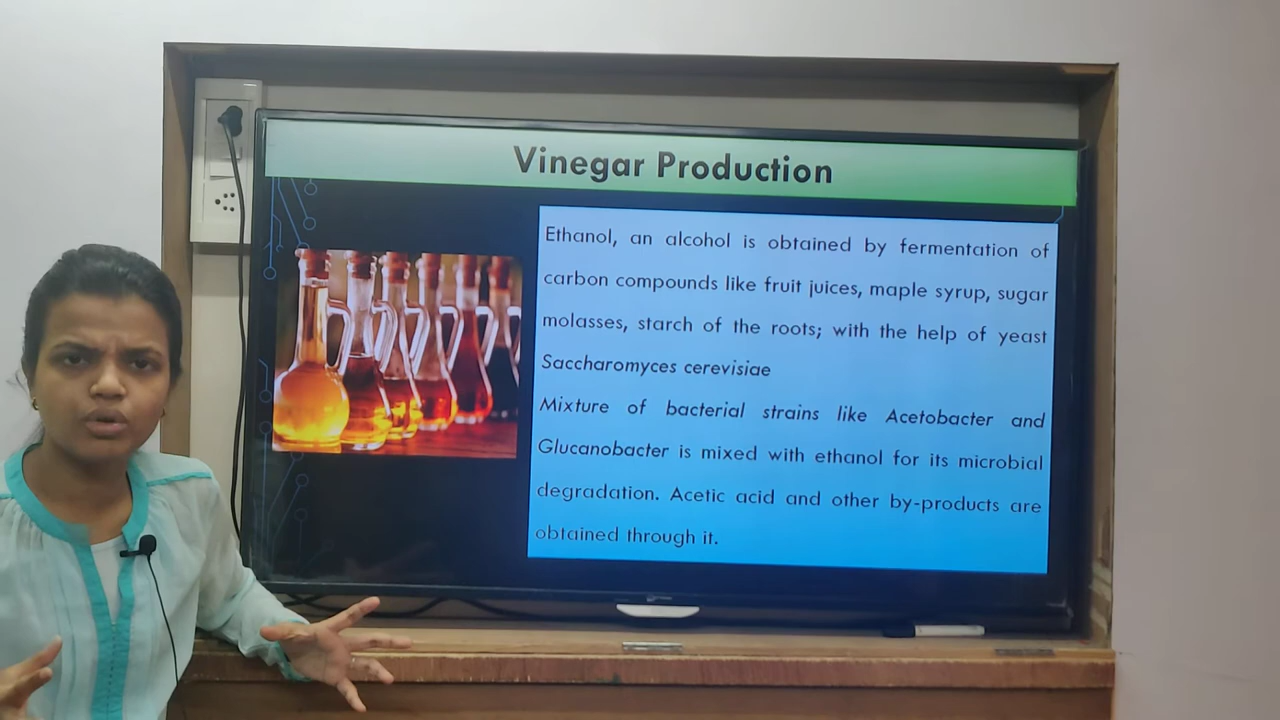 Vinegar Production
Ethanol, an alcohol is obtained by fermentation of
carbon compounds like fruit juices, maple syrup, sugar
molasses, starch of the roots; with the help of yeast
Saccharomyces cerevisiae
Mixture of bacterial strains like Acetobacter and
Glucanobacter is mixed with ethanol for its microbial
degradation. Acetic acid and other by-products are
obtained through it.